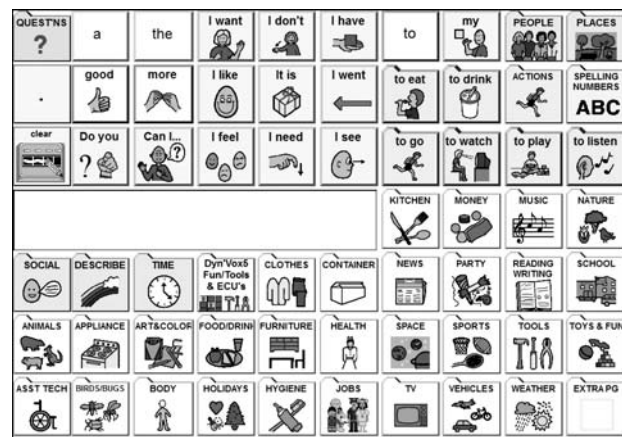 QUEST'NS a the I want I don't I have to my PEOPLE PLACES
?
. good more I like It is I went to eat to drink ACTIONS SPELLING
NUMBERS
ABC
clear Do you Can I... I feel I need I see to go to watch to play to listen
? ?
KITCHEN MONEY MUSIC NATURE
SOCIAL DESCRIBE TIME Dyn'Vox5 CLOTHES CONTAINER NEWS PARTY READING SCHOOL
Fun/Tools WRITING
& ECU's
ANIMALS APPLIANCE ART&COLOR FOOD/DRINK FURNITURE HEALTH SPACE SPORTS TOOLS TOYS & FUN
ASST TECH BIRDS/BUGS BODY HOLIDAYS HYGIENE JOBS TV VEHICLES WEATHER EXTRA PG